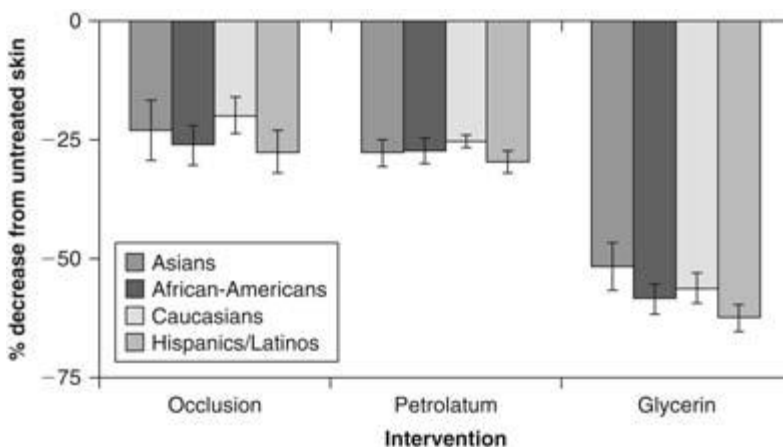 % decrease from untreated skin
0
−25
−50
−75
Asians
African-Americans
Caucasians
Hispanics/Latinos
Occlusion Petrolatum Glycerin
Intervention